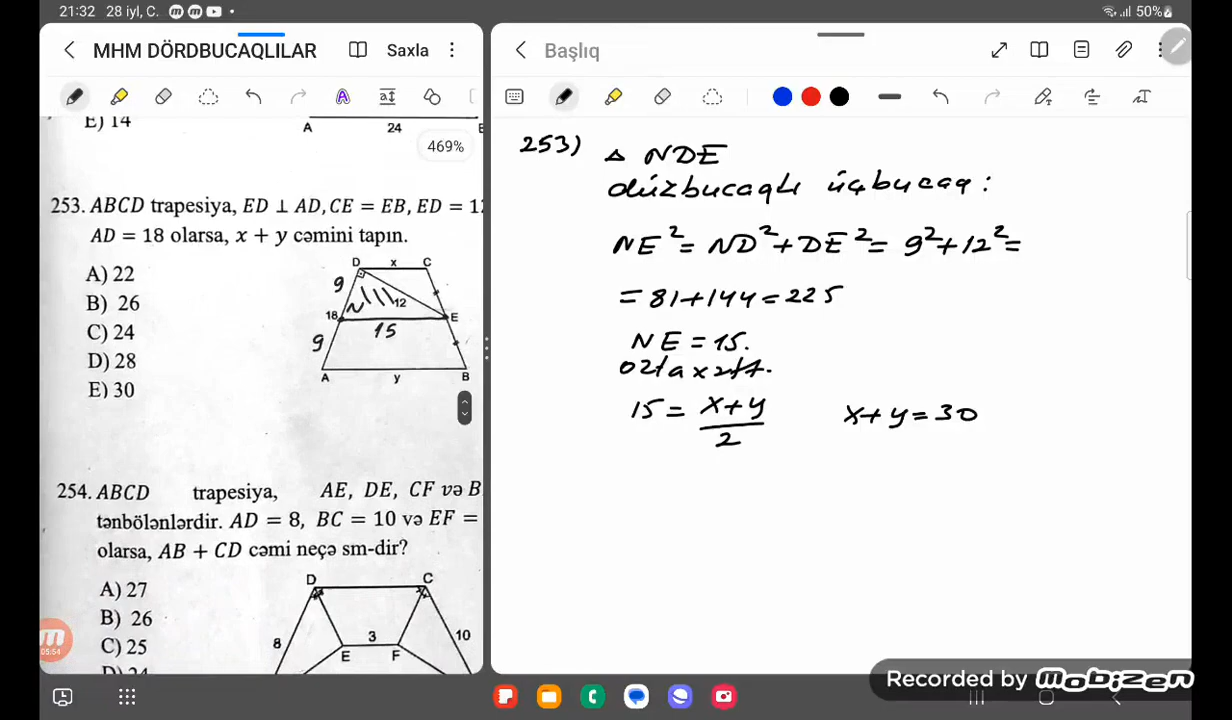 21:32 28 iyl, C.
50%
MHM DÖRDBUCAQLILAR
Saxla
E) 14
A 24
469%
253. ABCD trapesiya, ED ⊥ AD, CE = EB, ED = 12
AD = 18 olarsa, x + y cəmini tapın.
A) 22
B) 26
C) 24
D) 28
E) 30
D x C
9
N 12
18 E
15
9
A y B
254. ABCD trapesiya, AE, DE, CF və B
tənbölənlərdir. AD = 8, BC = 10 və EF =
olarsa, AB + CD cəmi neçə sm-dir?
A) 27
B) 26
C) 25
D C
8 3 10
E F
05:54
Başlıq
253) △ NDE
düzbucaqlı üçbucaq:
NE² = ND² + DE² = 9² + 12² =
= 81 + 144 = 225
NE = 15.
15 = x+y
2
x + y = 30
Recorded by mobizen